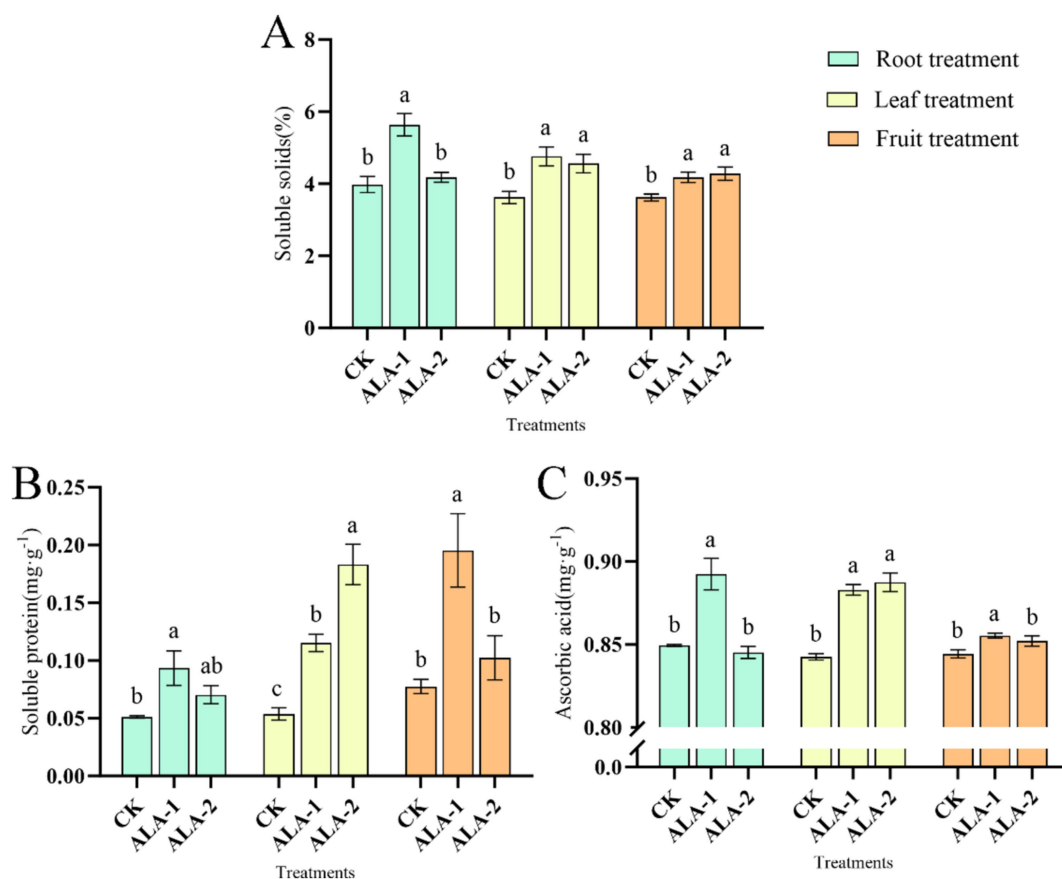 A
Soluble solids(%)
8
6
4
2
0
b
a
b
b
a
a
b
a
a
CK
ALA-1
ALA-2
CK
ALA-1
ALA-2
CK
ALA-1
ALA-2
Treatments
Root treatment
Leaf treatment
Fruit treatment
B
Soluble protein(mg·g⁻¹)
0.25
0.20
0.15
0.10
0.05
0.00
b
a
ab
c
b
a
b
a
b
CK
ALA-1
ALA-2
CK
ALA-1
ALA-2
CK
ALA-1
ALA-2
Treatments
C
Ascorbic acid(mg·g⁻¹)
0.95
0.90
0.85
0.80
0.0
b
a
b
b
a
a
b
a
b
CK
ALA-1
ALA-2
CK
ALA-1
ALA-2
CK
ALA-1
ALA-2
Treatments